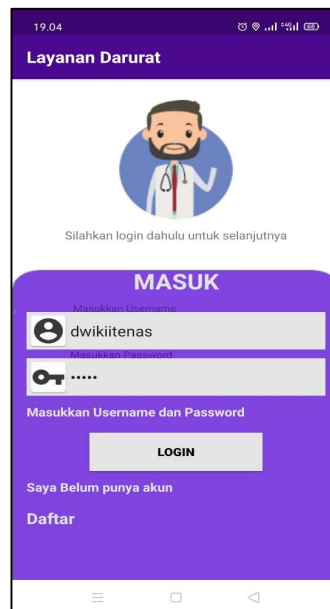 19.04
Layanan Darurat
Silahkan login dahulu untuk selanjutnya
MASUK
Masukkan Username
dwikiitenas
Masukkan Password
•••••
Masukkan Username dan Password
LOGIN
Saya Belum punya akun
Daftar